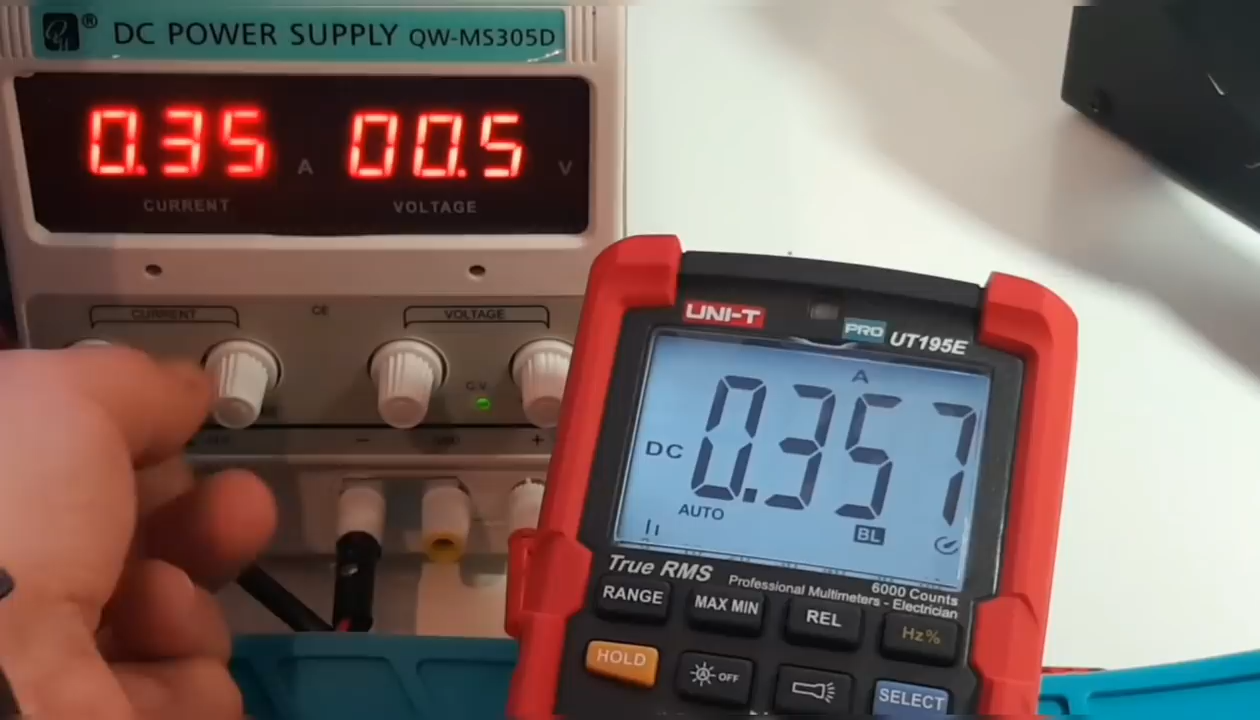 ® DC POWER SUPPLY QW-MS305D
0.35 A 00.5 V
CURRENT VOLTAGE
CURRENT CE VOLTAGE
C.V.
− +
UNI-T PRO UT195E
A
DC 0.357
AUTO BL
True RMS 6000 Counts
Professional Multimeters - Electrician
RANGE MAX MIN REL Hz%
HOLD OFF SELECT